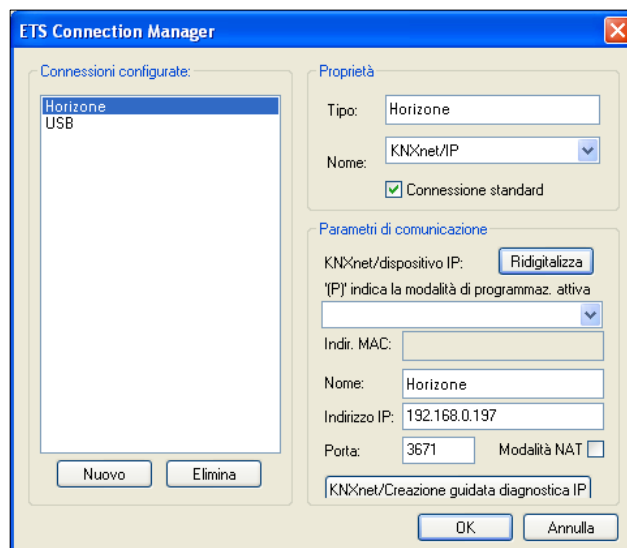 ETS Connection Manager
Connessioni configurate:
Horizone
USB
Nuovo
Elimina
Proprietà
Tipo:
Horizone
Nome:
KNXnet/IP
Connessione standard
Parametri di comunicazione
KNXnet/dispositivo IP:
Ridigitalizza
'(P)' indica la modalità di programmaz. attiva
Indir. MAC:
Nome:
Horizone
Indirizzo IP:
192.168.0.197
Porta:
3671
Modalità NAT
KNXnet/Creazione guidata diagnostica IP
OK
Annulla